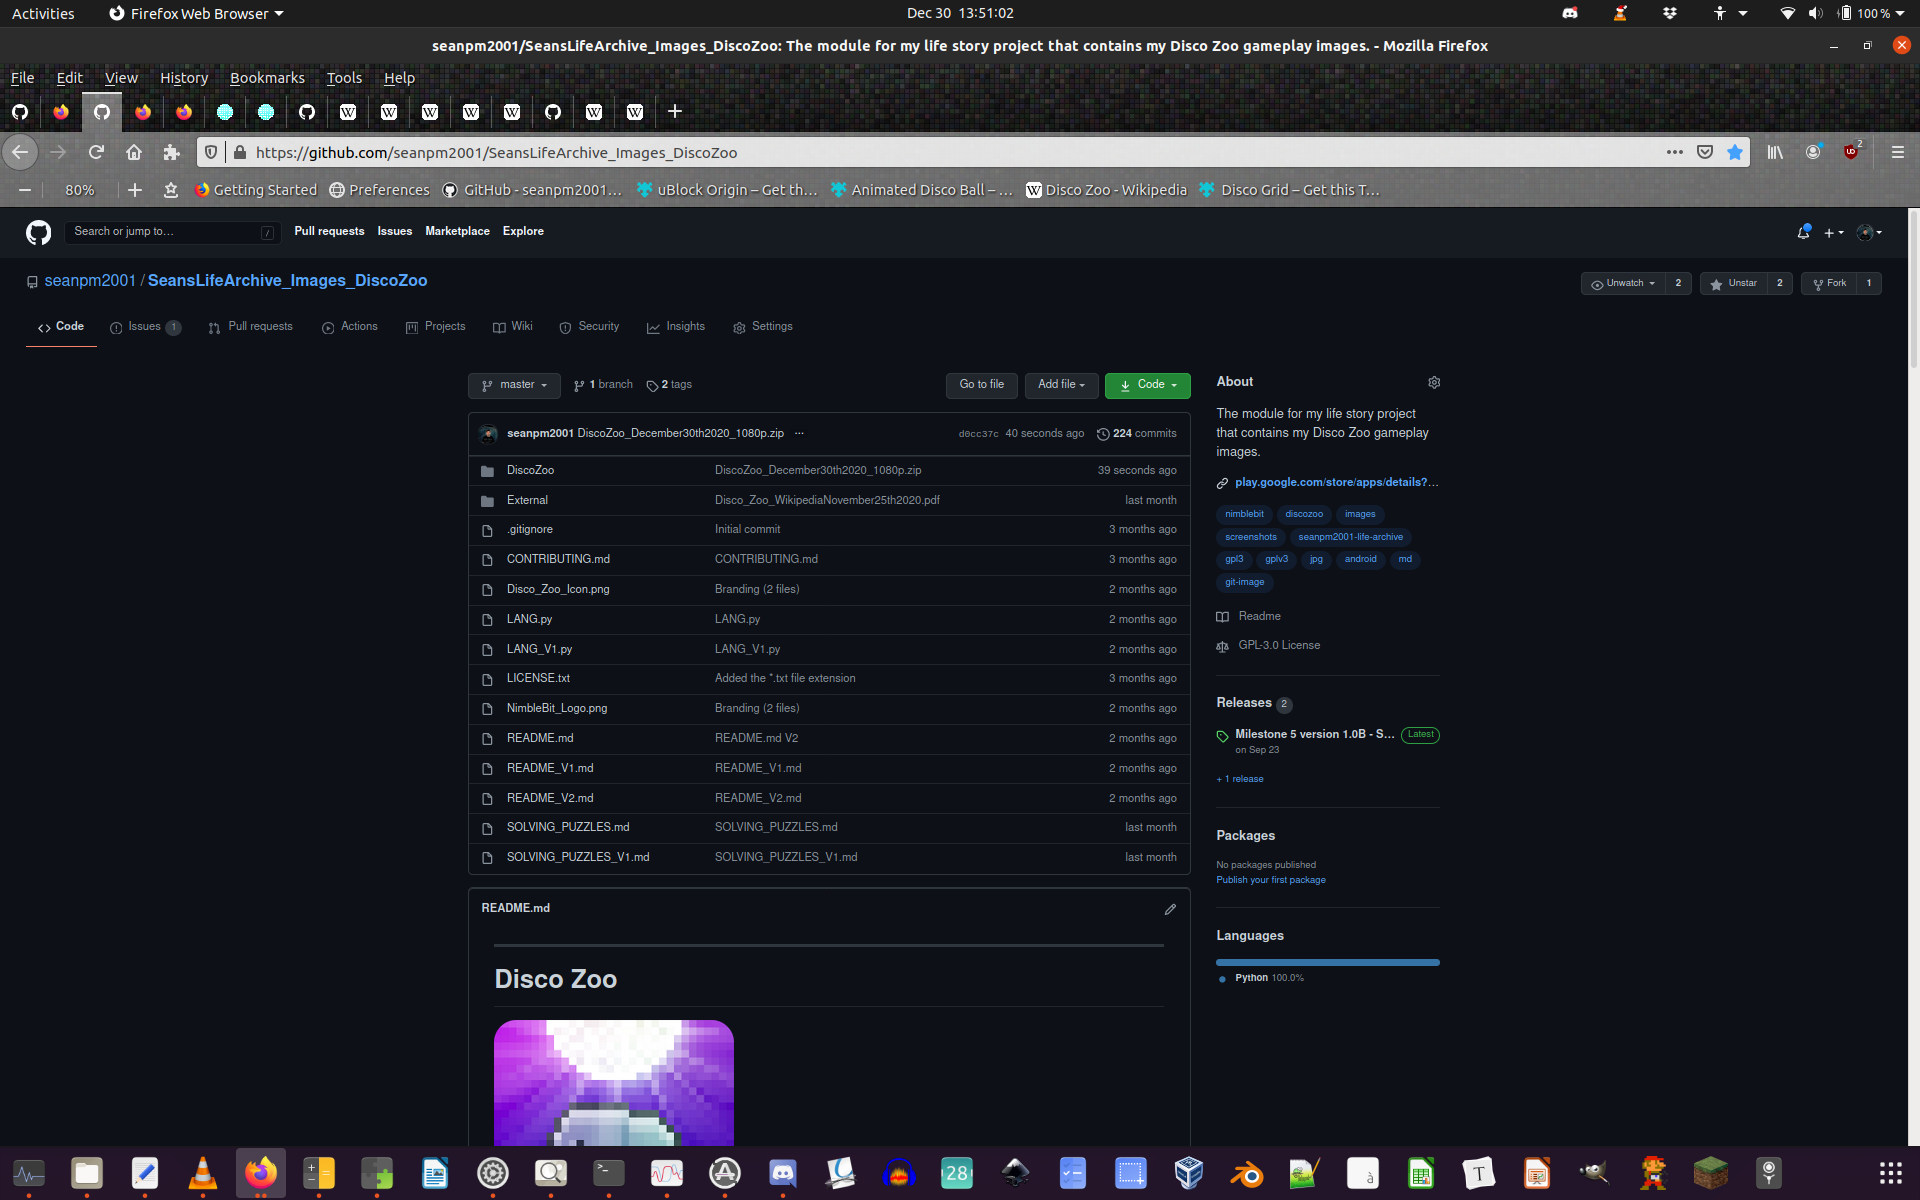 Activities
Firefox Web Browser
Dec 30 13:51:02
100 %
seanpm2001/SeansLifeArchive_Images_DiscoZoo: The module for my life story project that contains my Disco Zoo gameplay images. - Mozilla Firefox
File Edit View History Bookmarks Tools Help
https://github.com/seanpm2001/SeansLifeArchive_Images_DiscoZoo
2
80%
Getting Started
Preferences
GitHub - seanpm2001...
uBlock Origin – Get th...
Animated Disco Ball – ...
Disco Zoo - Wikipedia
Disco Grid – Get this T...
Search or jump to...
/
Pull requests Issues Marketplace Explore
seanpm2001 / SeansLifeArchive_Images_DiscoZoo
Unwatch 2
Unstar 2
Fork 1
Code
Issues 1
Pull requests
Actions
Projects
Wiki
Security
Insights
Settings
master
1 branch
2 tags
Go to file
Add file
Code
seanpm2001 DiscoZoo_December30th2020_1080p.zip ...
d0cc37c 40 seconds ago
224 commits
DiscoZoo DiscoZoo_December30th2020_1080p.zip 39 seconds ago
External Disco_Zoo_WikipediaNovember25th2020.pdf last month
.gitignore Initial commit 3 months ago
CONTRIBUTING.md CONTRIBUTING.md 3 months ago
Disco_Zoo_Icon.png Branding (2 files) 2 months ago
LANG.py LANG.py 2 months ago
LANG_V1.py LANG_V1.py 2 months ago
LICENSE.txt Added the *.txt file extension 3 months ago
NimbleBit_Logo.png Branding (2 files) 2 months ago
README.md README.md V2 2 months ago
README_V1.md README_V1.md 2 months ago
README_V2.md README_V2.md 2 months ago
SOLVING_PUZZLES.md SOLVING_PUZZLES.md last month
SOLVING_PUZZLES_V1.md SOLVING_PUZZLES_V1.md last month
README.md
Disco Zoo
About
The module for my life story project
that contains my Disco Zoo gameplay
images.
play.google.com/store/apps/details?...
nimblebit discozoo images
screenshots seanpm2001-life-archive
gpl3 gplv3 jpg android md
git-image
Readme
GPL-3.0 License
Releases 2
Milestone 5 version 1.0B - S... Latest
on Sep 23
+ 1 release
Packages
No packages published
Publish your first package
Languages
Python 100.0%
28